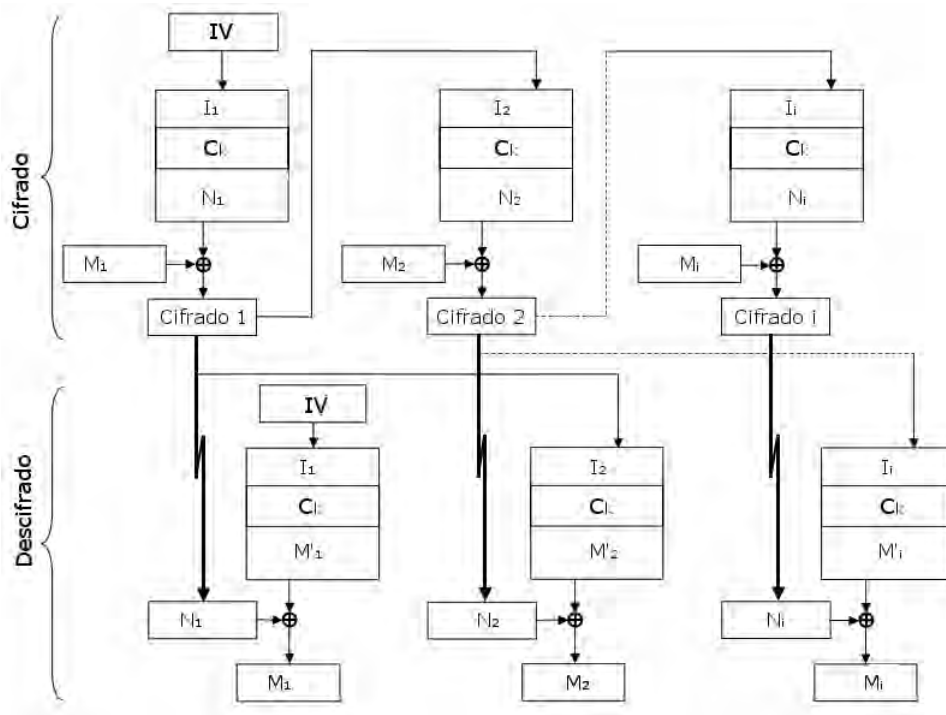 Cifrado
IV
I₁
I₂
Iᵢ
Ck
Ck
Ck
N₁
N₂
Nᵢ
M₁
M₂
Mᵢ
Cifrado 1
Cifrado 2
Cifrado i
Descifrado
IV
I₁
I₂
Iᵢ
Ck
Ck
Ck
M'₁
M'₂
M'ᵢ
N₁
N₂
Nᵢ
M₁
M₂
Mᵢ